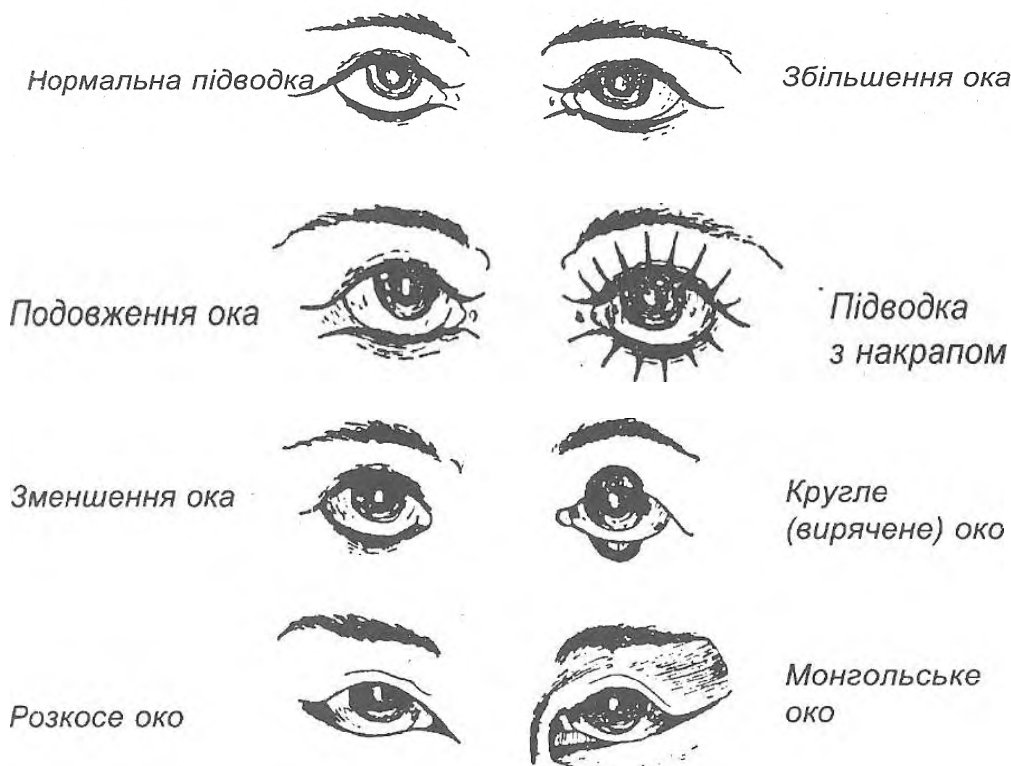 Нормальна підводка
Збільшення ока
Подовження ока
Підводка
з накрапом
Зменшення ока
Кругле
(вирячене) око
Розкосе око
Монгольське
око